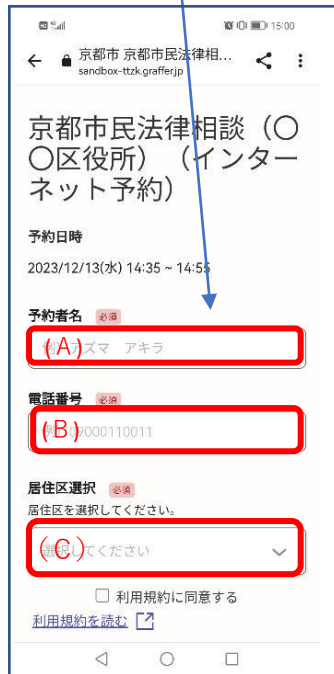 15:00
京都市 京都市民法律相...
sandbox-ttzk.grafferjp
京都市民法律相談（〇
〇区役所）（インター
ネット予約）
予約日時
2023/12/13(水) 14:35 ~ 14:55
予約者名 必須
(A)
アズマ アキラ
電話番号 必須
(B)
09000110011
居住区選択 必須
居住区を選択してください。
(C)
選択してください
利用規約に同意する
利用規約を読む